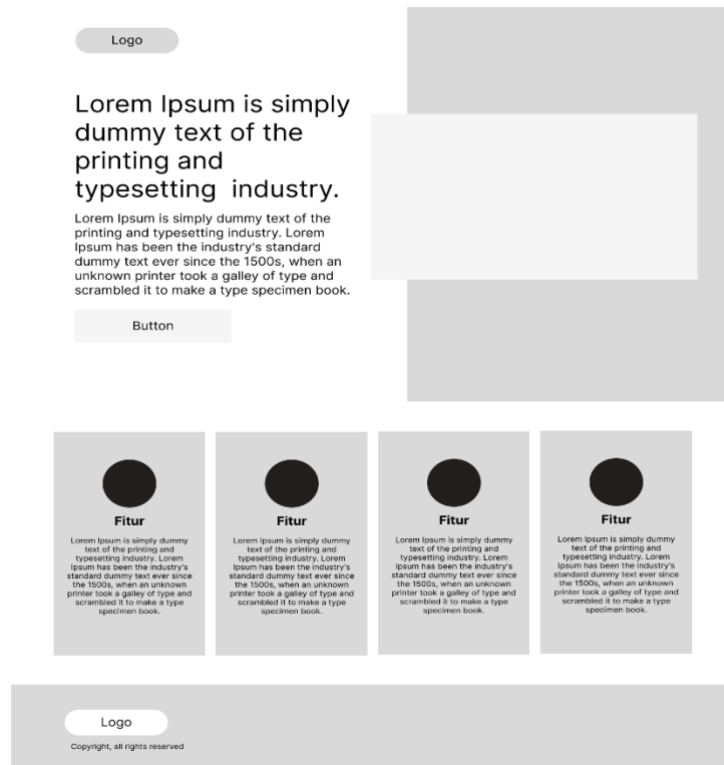 Logo
Lorem Ipsum is simply
dummy text of the
printing and
typesetting industry.
Lorem Ipsum is simply dummy text of the
printing and typesetting industry. Lorem
Ipsum has been the industry's standard
dummy text ever since the 1500s, when an
unknown printer took a galley of type and
scrambled it to make a type specimen book.
Button
Fitur
Lorem Ipsum is simply dummy
text of the printing and
typesetting industry. Lorem
Ipsum has been the industry's
standard dummy text ever since
the 1500s, when an unknown
printer took a galley of type and
scrambled it to make a type
specimen book.
Fitur
Lorem Ipsum is simply dummy
text of the printing and
typesetting industry. Lorem
Ipsum has been the industry's
standard dummy text ever since
the 1500s, when an unknown
printer took a galley of type and
scrambled it to make a type
specimen book.
Fitur
Lorem Ipsum is simply dummy
text of the printing and
typesetting industry. Lorem
Ipsum has been the industry's
standard dummy text ever since
the 1500s, when an unknown
printer took a galley of type and
scrambled it to make a type
specimen book.
Fitur
Lorem Ipsum is simply dummy
text of the printing and
typesetting industry. Lorem
Ipsum has been the industry's
standard dummy text ever since
the 1500s, when an unknown
printer took a galley of type and
scrambled it to make a type
specimen book.
Logo
Copyright, all rights reserved